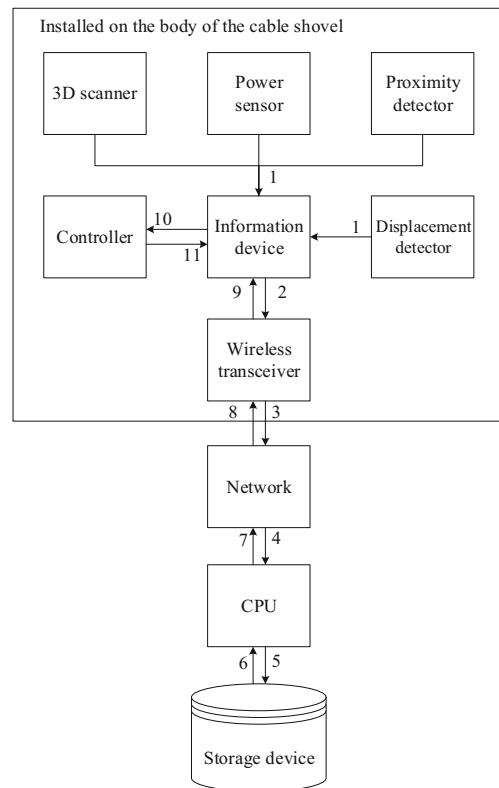 Installed on the body of the cable shovel
3D scanner
Power
sensor
Proximity
detector
1
Controller
10
11
Information
device
1
Displacement
detector
9
2
Wireless
transceiver
8
3
Network
7
4
CPU
6
5
Storage device